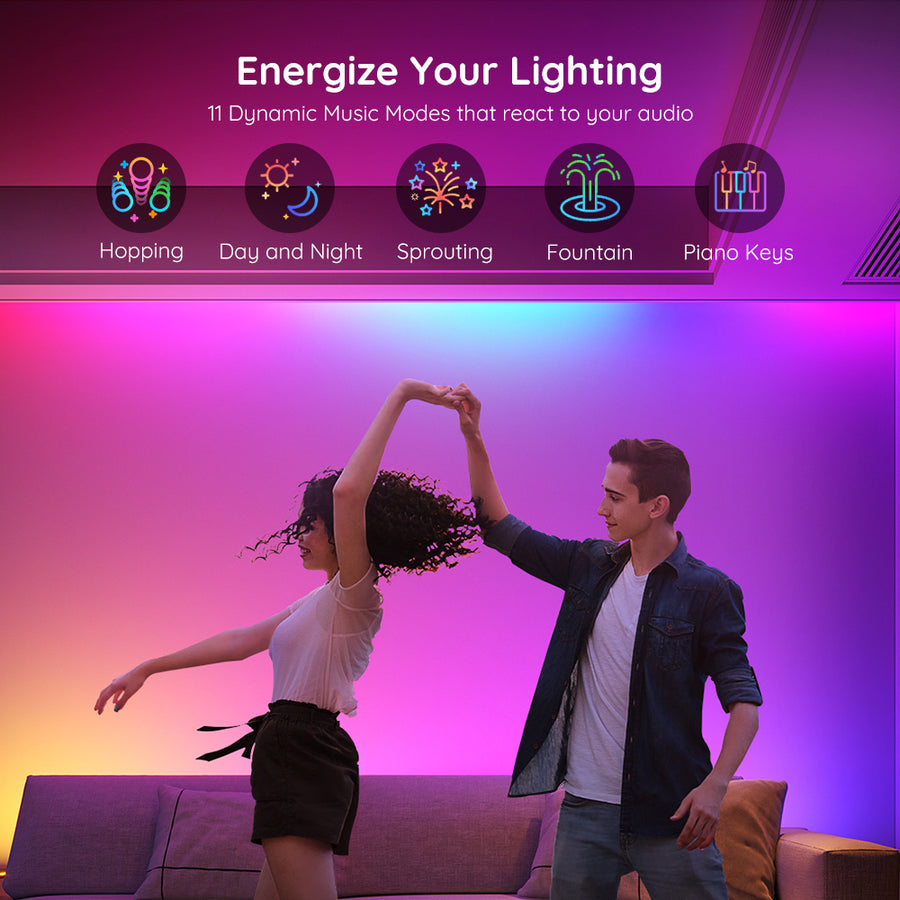 Energize Your Lighting
11 Dynamic Music Modes that react to your audio
Hopping
Day and Night
Sprouting
Fountain
Piano Keys